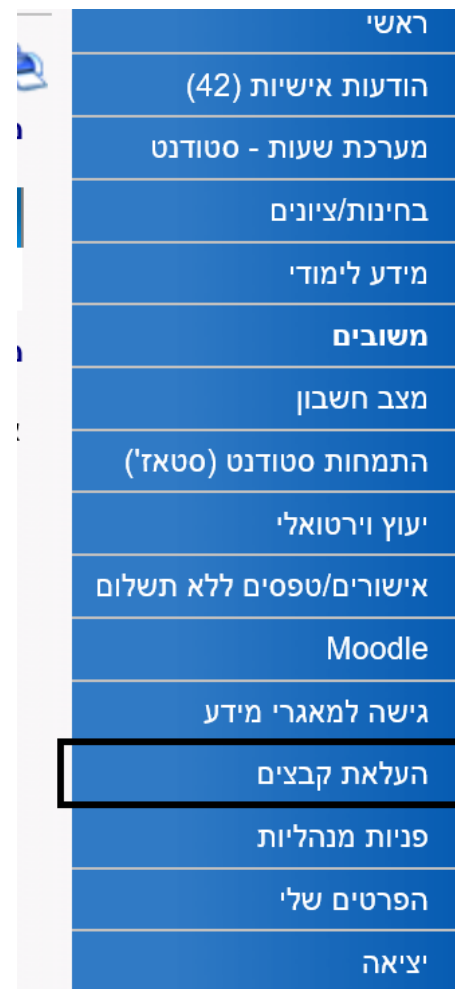 ראשי
הודעות אישיות (42)
מערכת שעות - סטודנט
בחינות/ציונים
מידע לימודי
משובים
מצב חשבון
התמחות סטודנט (סטאז')
יעוץ וירטואלי
אישורים/טפסים ללא תשלום
Moodle
גישה למאגרי מידע
העלאת קבצים
פניות מנהליות
הפרטים שלי
יציאה